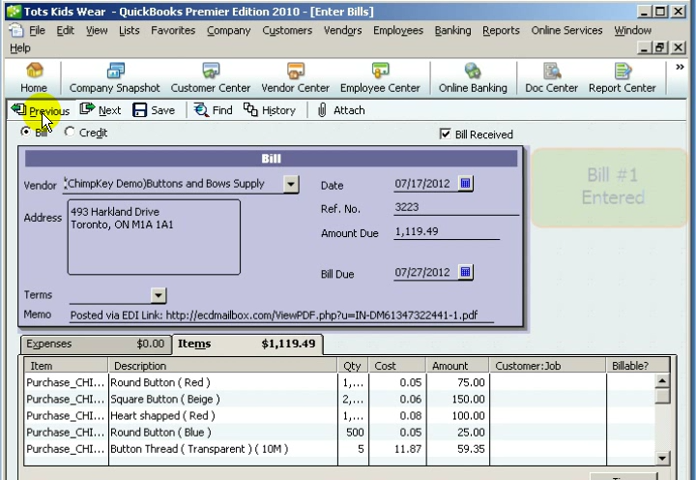 Tots Kids Wear - QuickBooks Premier Edition 2010 - [Enter Bills]
File Edit View Lists Favorites Company Customers Vendors Employees Banking Reports Online Services Window
Help
Home Company Snapshot Customer Center Vendor Center Employee Center Online Banking Doc Center Report Center »
Previous Next Save Find History Attach
Bill Credit Bill Received
Bill
Bill #1
Entered
Vendor (ChimpKey Demo)Buttons and Bows Supply Date 07/17/2012
Address 493 Harkland Drive Ref. No. 3223
Toronto, ON M1A 1A1 Amount Due 1,119.49
Bill Due 07/27/2012
Terms
Memo Posted via EDI Link: http://ecdmailbox.com/ViewPDF.php?u=IN-DM61347322441-1.pdf
Expenses $0.00 Items $1,119.49
Item Description Qty Cost Amount Customer:Job Billable?
Purchase_CHI... Round Button ( Red ) 1,... 0.05 75.00
Purchase_CHI... Square Button ( Beige ) 2,... 0.06 150.00
Purchase_CHI... Heart shapped ( Red ) 1,... 0.08 100.00
Purchase_CHI... Round Button ( Blue ) 500 0.05 25.00
Purchase_CHI... Button Thread ( Transparent ) ( 10M ) 5 11.87 59.35